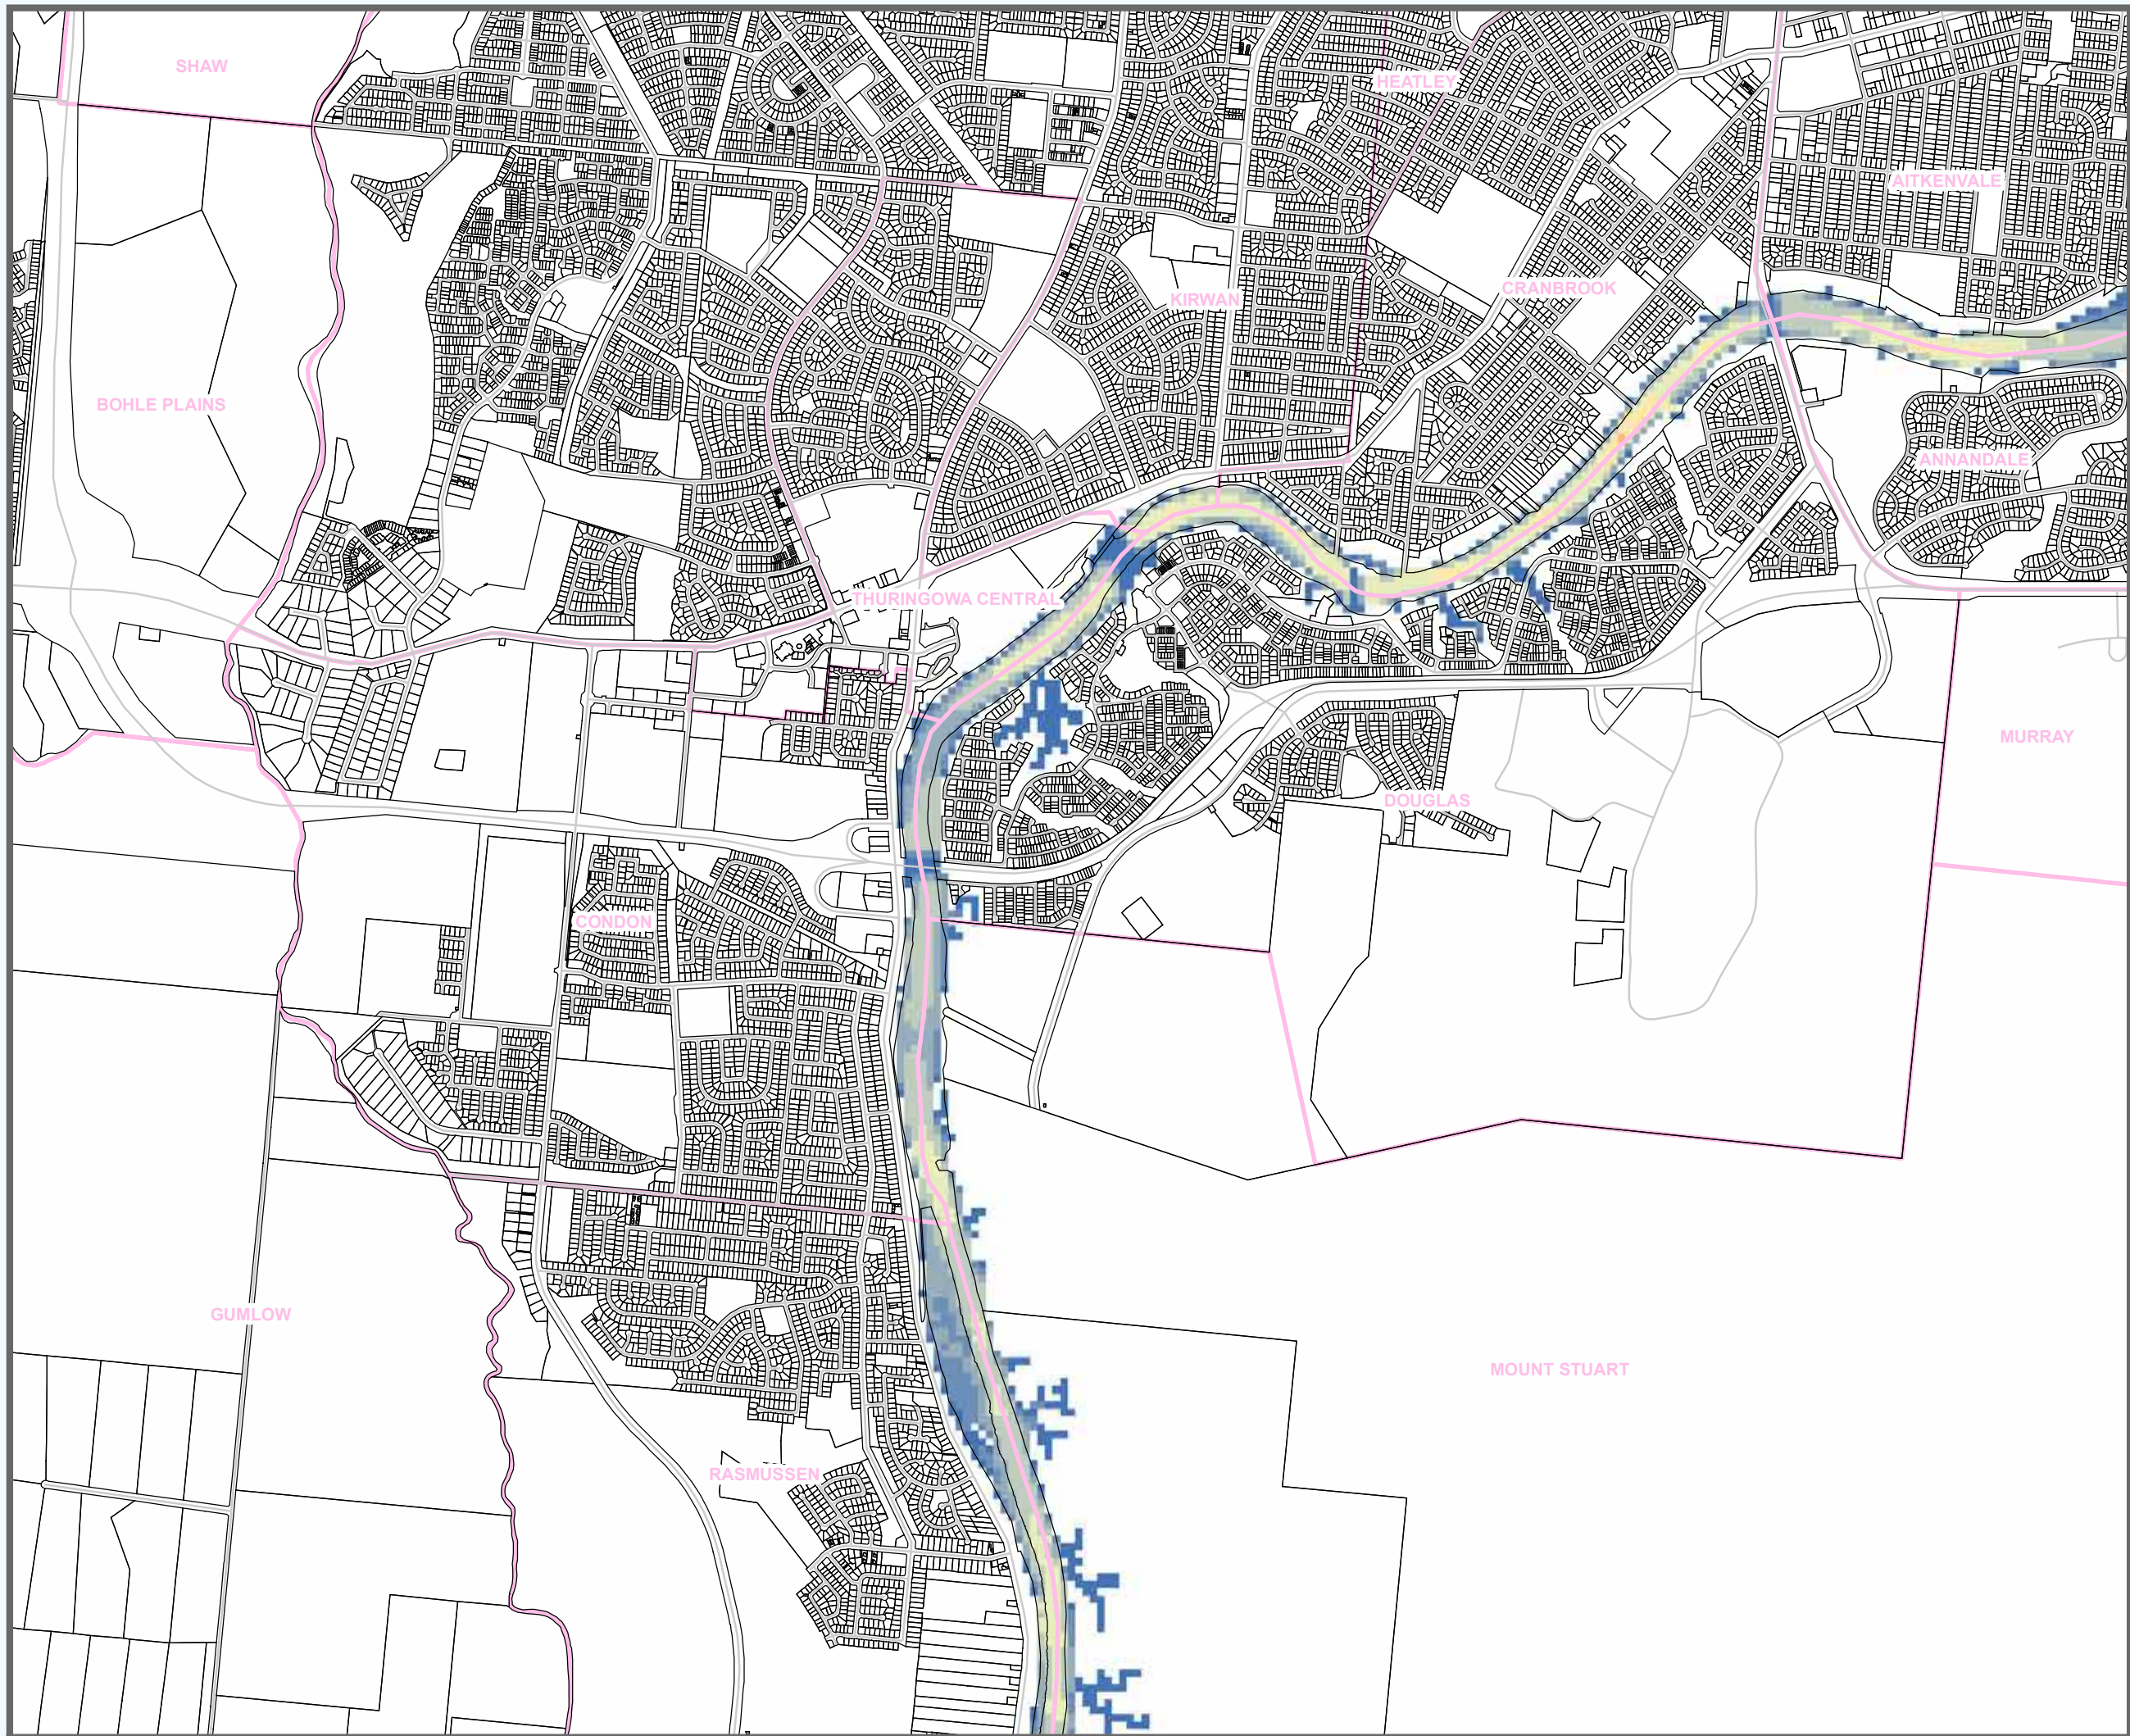 SHAW
HEATLEY
AITKENVALE
CRANBROOK
KIRWAN
BOHLE PLAINS
ANNANDALE
THURINGOWA CENTRAL
MURRAY
DOUGLAS
CONDON
GUMLOW
MOUNT STUART
RASMUSSEN